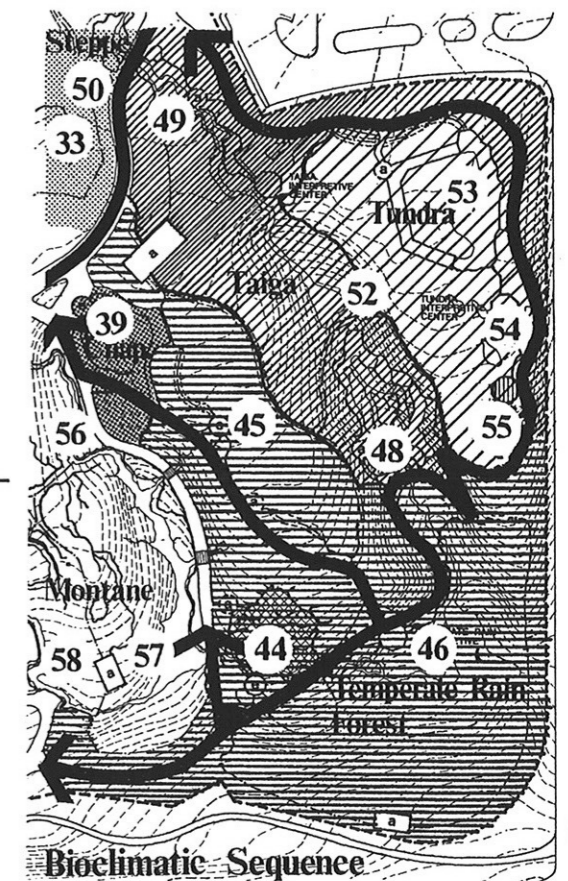 Steppe
50
49
33
TAIGA
INTERPRETIVE
CENTER
a
53
Tundra
a
Taiga
52
TUNDRA
INTERPRETIVE
CENTER
54
39
45
56
55
48
Montane
58
57
a
44
46
a
Temperate Rain
Forest
a
Bioclimatic Sequence